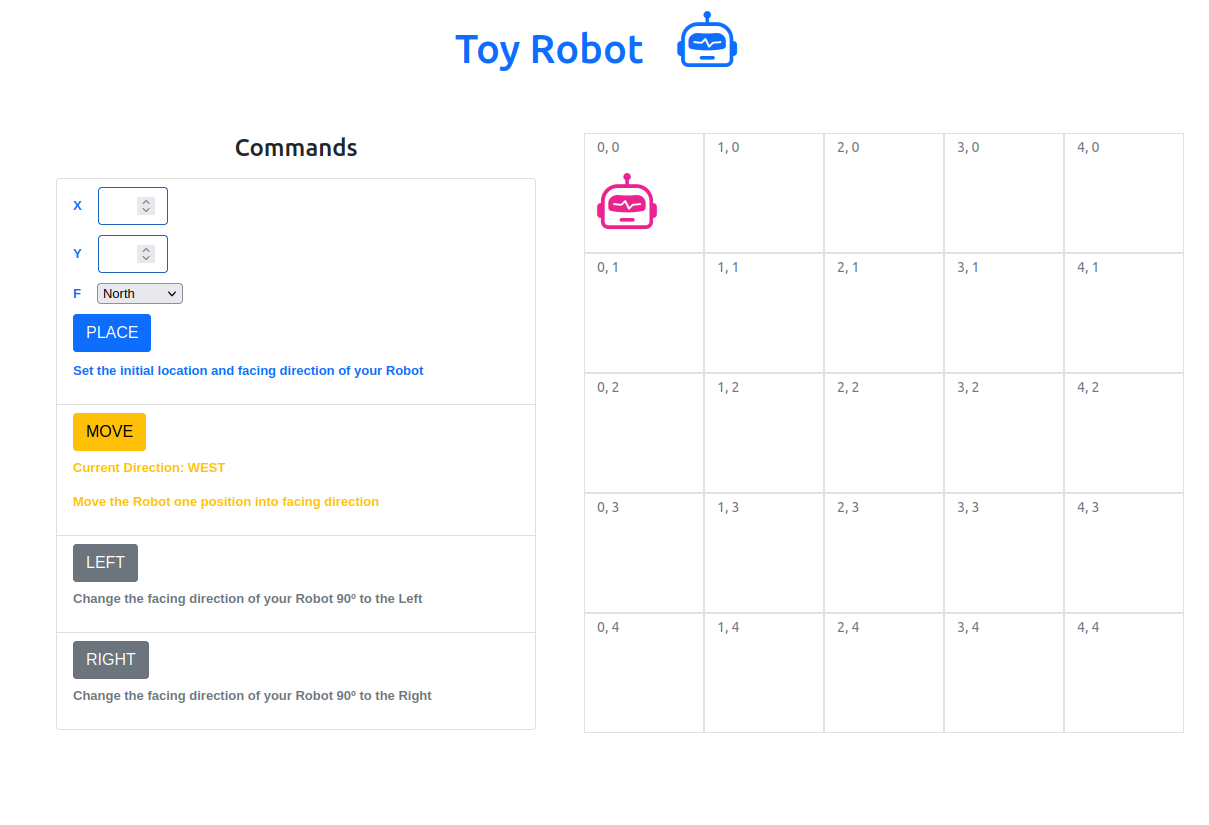 Toy Robot
Commands
X
Y
F North
PLACE
Set the initial location and facing direction of your Robot
MOVE
Current Direction: WEST
Move the Robot one position into facing direction
LEFT
Change the facing direction of your Robot 90º to the Left
RIGHT
Change the facing direction of your Robot 90º to the Right
0, 0 1, 0 2, 0 3, 0 4, 0
0, 1 1, 1 2, 1 3, 1 4, 1
0, 2 1, 2 2, 2 3, 2 4, 2
0, 3 1, 3 2, 3 3, 3 4, 3
0, 4 1, 4 2, 4 3, 4 4, 4